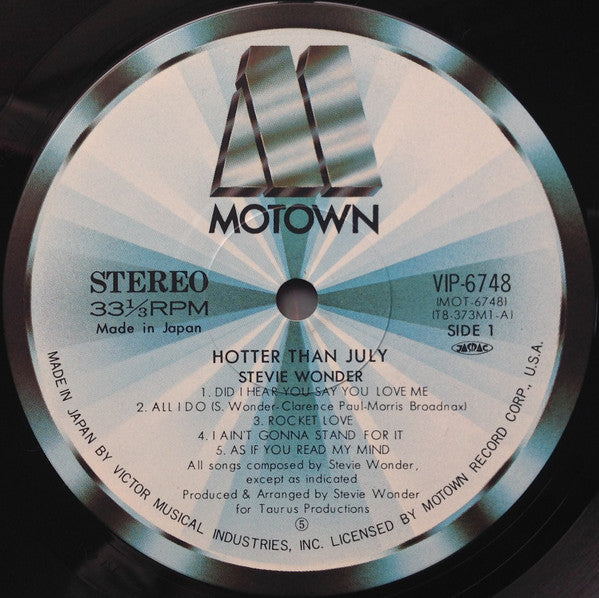 MOTOWN
STEREO
33⅓RPM
Made in Japan
VIP-6748
(MOT-6748)
(T8-373M1-A)
SIDE 1
JASRAC
HOTTER THAN JULY
STEVIE WONDER
1. DID I HEAR YOU SAY YOU LOVE ME
2. ALL I DO (S. Wonder-Clarence Paul-Morris Broadnax)
3. ROCKET LOVE
4. I AIN'T GONNA STAND FOR IT
5. AS IF YOU READ MY MIND
All songs composed by Stevie Wonder,
except as indicated
Produced & Arranged by Stevie Wonder
for Taurus Productions
⑤
MADE IN JAPAN BY VICTOR MUSICAL INDUSTRIES, INC. LICENSED BY MOTOWN RECORD CORP., U.S.A.